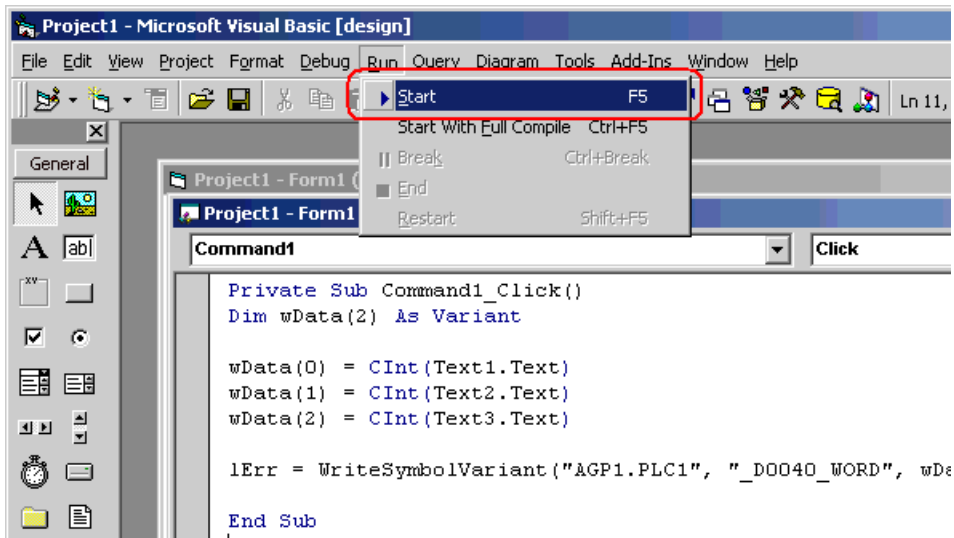 Project1 - Microsoft Visual Basic [design]
File Edit View Project Format Debug Run Query Diagram Tools Add-Ins Window Help
Ln 11,
Start F5
Start With Full Compile Ctrl+F5
Break Ctrl+Break
End
Restart Shift+F5
General
A ab|
XY
Project1 - Form1 (
Project1 - Form1
Command1 Click
Private Sub Command1_Click()
Dim wData(2) As Variant
wData(0) = CInt(Text1.Text)
wData(1) = CInt(Text2.Text)
wData(2) = CInt(Text3.Text)
lErr = WriteSymbolVariant("AGP1.PLC1", "_D0040_WORD", wDa
End Sub